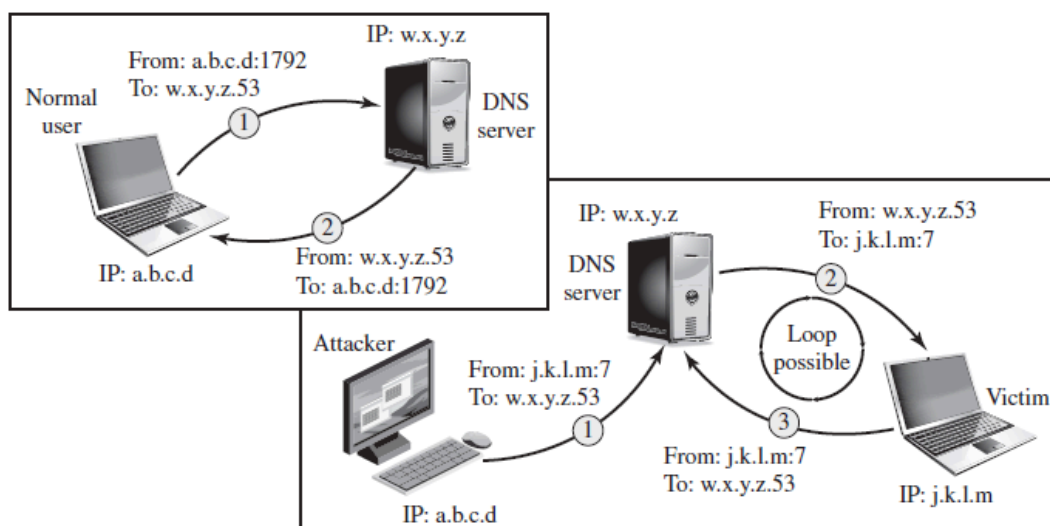 IP: w.x.y.z
From: a.b.c.d:1792
To: w.x.y.z.53
Normal
user
1
DNS
server
2
From: w.x.y.z.53
To: a.b.c.d:1792
IP: a.b.c.d
IP: w.x.y.z
From: w.x.y.z.53
To: j.k.l.m:7
DNS
server
2
Loop
possible
Attacker
From: j.k.l.m:7
To: w.x.y.z.53
1
Victim
3
From: j.k.l.m:7
To: w.x.y.z.53
IP: j.k.l.m
IP: a.b.c.d